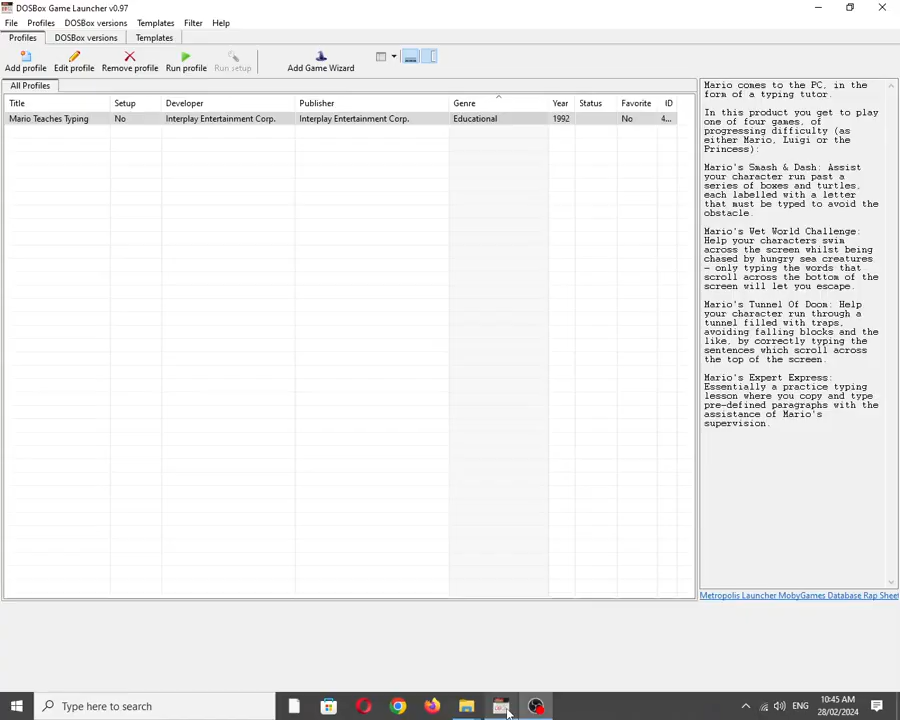 DOSBox Game Launcher v0.97
File Profiles DOSBox versions Templates Filter Help
Profiles DOSBox versions Templates
Add profile Edit profile Remove profile Run profile Run setup Add Game Wizard
All Profiles
Title Setup Developer Publisher Genre Year Status Favorite ID
Mario Teaches Typing No Interplay Entertainment Corp. Interplay Entertainment Corp. Educational 1992 No 4...
Mario comes to the PC, in the
form of a typing tutor.
In this product you get to play
one of four games, of
progressing difficulty (as
either Mario, Luigi or the
Princess):
Mario's Smash & Dash: Assist
your character run past a
series of boxes and turtles,
each labelled with a letter
that must be typed to avoid the
obstacle.
Mario's Wet World Challenge:
Help your characters swim
across the screen whilst being
chased by hungry sea creatures
– only typing the words that
scroll across the bottom of the
screen will let you escape.
Mario's Tunnel Of Doom: Help
your character run through a
tunnel filled with traps,
avoiding falling blocks and the
like, by correctly typing the
sentences which scroll across
the top of the screen.
Mario's Expert Express:
Essentially a practice typing
lesson where you copy and type
pre-defined paragraphs with the
assistance of Mario's
supervision.
Metropolis Launcher MobyGames Database Rap Sheet
Type here to search
ENG
10:45 AM
28/02/2024